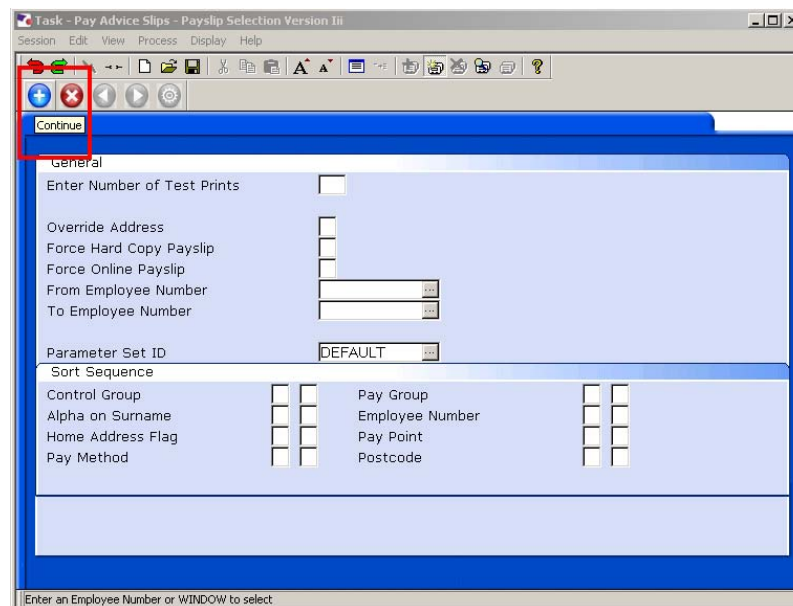 Task - Pay Advice Slips - Payslip Selection Version Iii
Session Edit View Process Display Help
Continue
General
Enter Number of Test Prints
Override Address
Force Hard Copy Payslip
Force Online Payslip
From Employee Number
To Employee Number
Parameter Set ID DEFAULT
Sort Sequence
Control Group Pay Group
Alpha on Surname Employee Number
Home Address Flag Pay Point
Pay Method Postcode
Enter an Employee Number or WINDOW to select